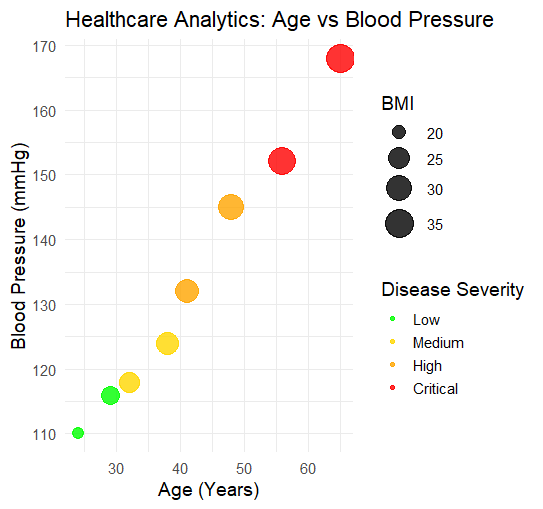 Healthcare Analytics: Age vs Blood Pressure
170
160
150
140
130
120
110
Blood Pressure (mmHg)
30 40 50 60
Age (Years)
BMI
20
25
30
35
Disease Severity
Low
Medium
High
Critical